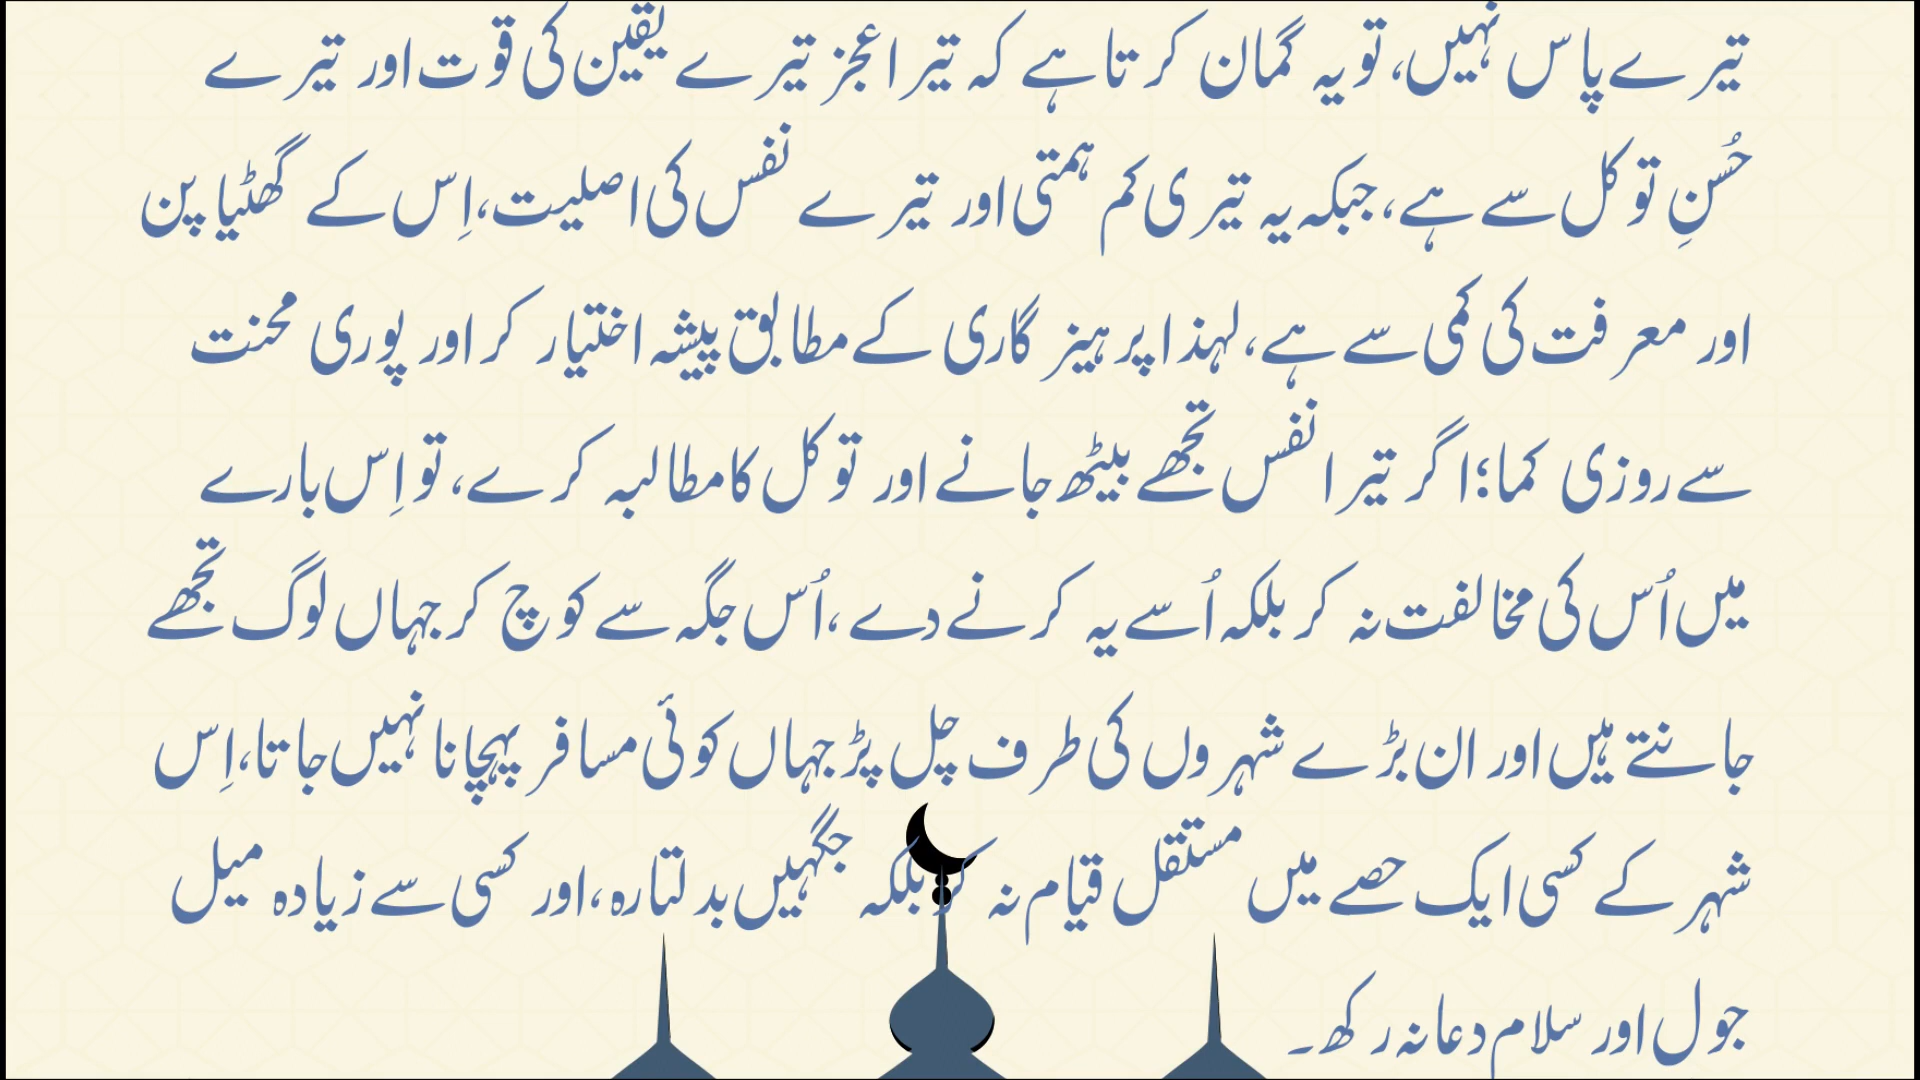 تیرے پاس نہیں، تو یہ گمان کرتا ہے کہ تیرا عجز تیرے یقین کی قوت اور تیرے
حُسنِ توکل سے ہے، جبکہ یہ تیری کم ہمتی اور تیرے نفس کی اصلیت، اِس کے گھٹیا پن
اور معرفت کی کمی سے ہے، لہذا پرہیز گاری کے مطابق پیشہ اختیار کر اور پوری محنت
سے روزی کما؛ اگر تیرا نفس تجھے بیٹھ جانے اور توکل کا مطالبہ کرے، تو اِس بارے
میں اُس کی مخالفت نہ کر بلکہ اُسے یہ کرنے دے، اُس جگہ سے کوچ کر جہاں لوگ تجھے
جانتے ہیں اور ان بڑے شہروں کی طرف چل پڑ جہاں کوئی مسافر پہچانا نہیں جاتا، اِس
شہر کے کسی ایک حصے میں مستقل قیام نہ کر بلکہ جگہیں بدلتا رہ، اور کسی سے زیادہ میل
جول اور سلام دعا نہ رکھ۔